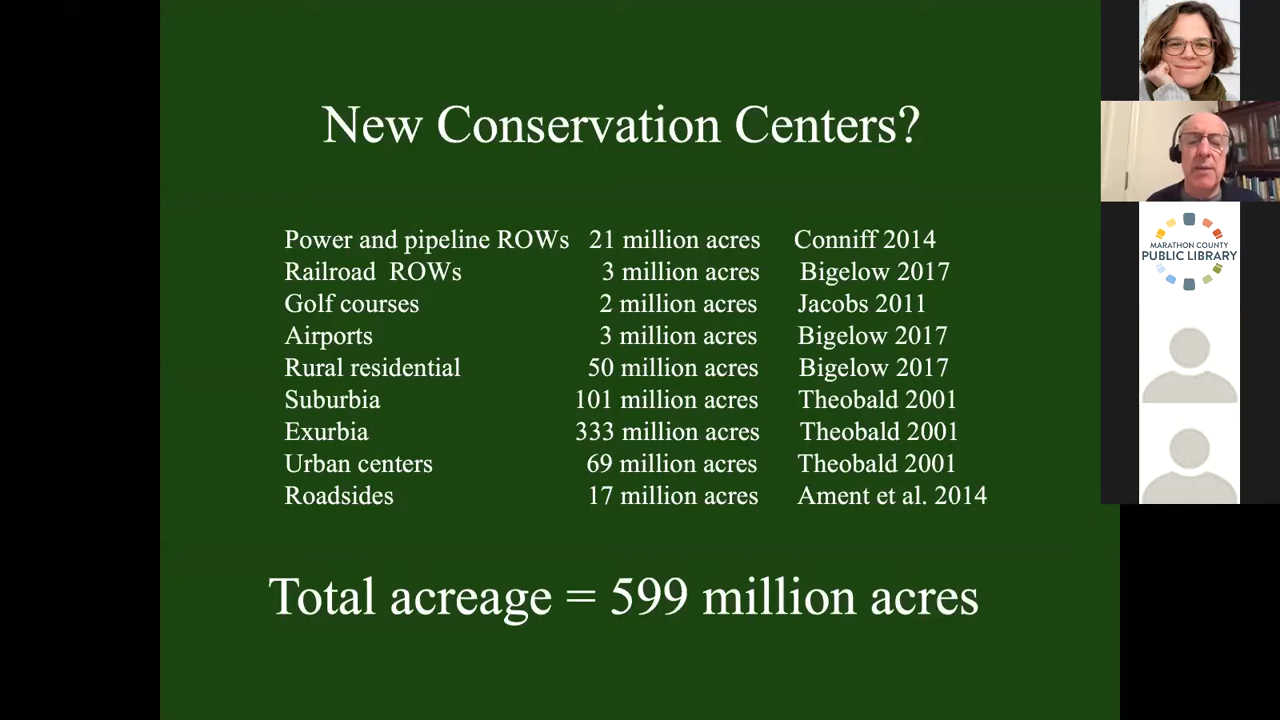 New Conservation Centers?
Power and pipeline ROWs 21 million acres Conniff 2014
Railroad ROWs 3 million acres Bigelow 2017
Golf courses 2 million acres Jacobs 2011
Airports 3 million acres Bigelow 2017
Rural residential 50 million acres Bigelow 2017
Suburbia 101 million acres Theobald 2001
Exurbia 333 million acres Theobald 2001
Urban centers 69 million acres Theobald 2001
Roadsides 17 million acres Ament et al. 2014
Total acreage = 599 million acres
MARATHON COUNTY
PUBLIC LIBRARY